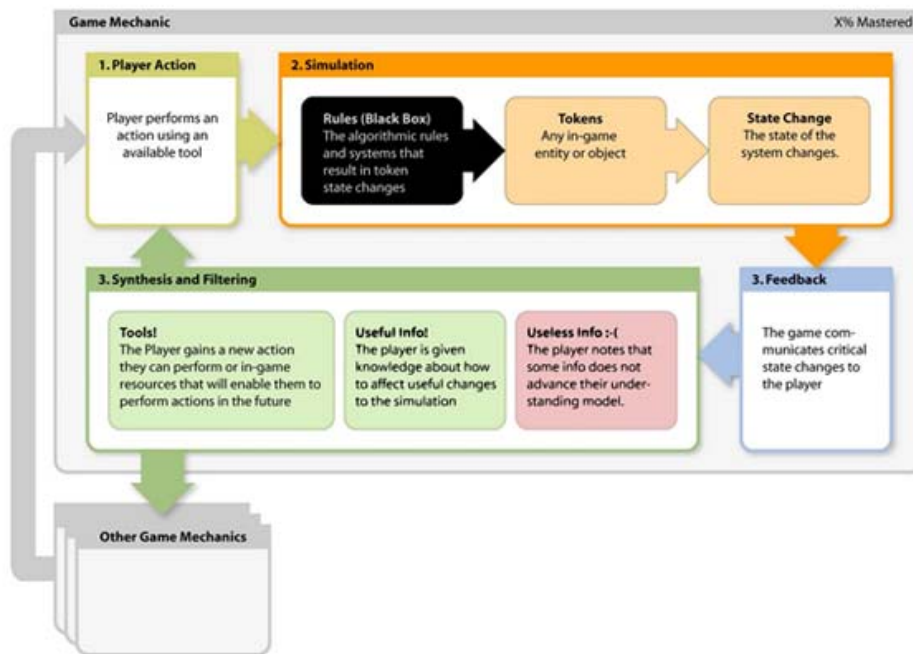 Game Mechanic
X% Mastered
1. Player Action
Player performs an
action using an
available tool
2. Simulation
Rules (Black Box)
The algorithmic rules
and systems that
result in token
state changes
Tokens
Any in-game
entity or object
State Change
The state of the
system changes.
3. Feedback
The game com-
municates critical
state changes to
the player
3. Synthesis and Filtering
Tools!
The Player gains a new action
they can perform or in-game
resources that will enable them to
perform actions in the future
Useful Info!
The player is given
knowledge about how
to affect useful changes
to the simulation
Useless Info :-(
The player notes that
some info does not
advance their under-
standing model.
Other Game Mechanics